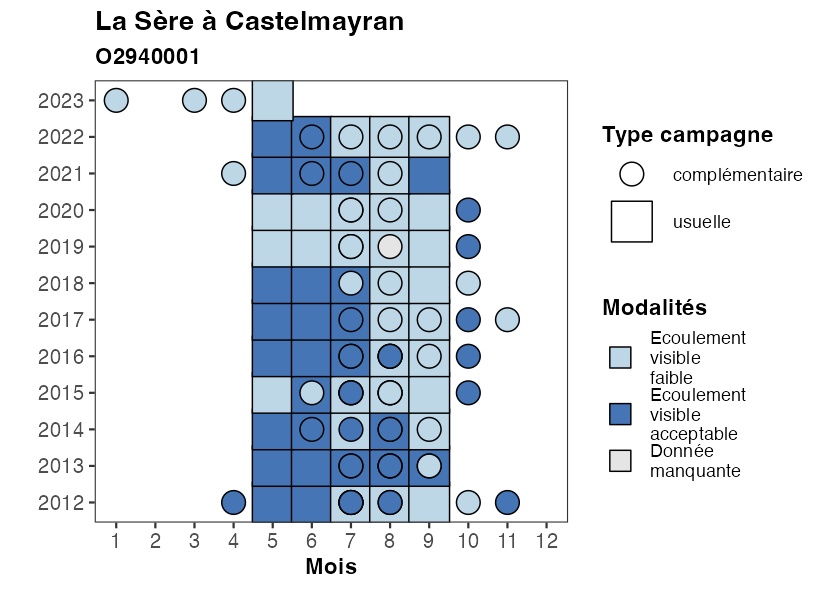 La Sère à Castelmayran
O2940001
2023
2022
2021
2020
2019
2018
2017
2016
2015
2014
2013
2012
1 2 3 4 5 6 7 8 9 10 11 12
Mois
Type campagne
complémentaire
usuelle
Modalités
Ecoulement
visible
faible
Ecoulement
visible
acceptable
Donnée
manquante